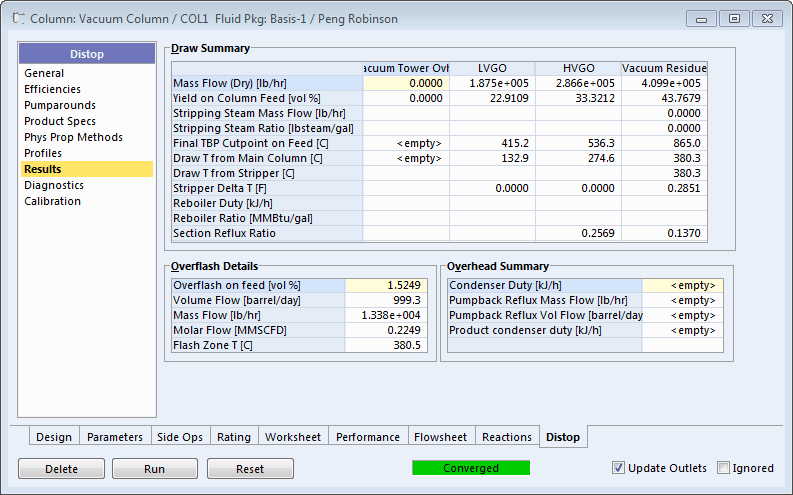 Column: Vacuum Column / COL1 Fluid Pkg: Basis-1 / Peng Robinson
Distop
General
Efficiencies
Pumparounds
Product Specs
Phys Prop Methods
Profiles
Results
Diagnostics
Calibration
Draw Summary
acuum Tower Ovh LVGO HVGO Vacuum Residue
Mass Flow (Dry) [lb/hr] 0.0000 1.875e+005 2.866e+005 4.099e+005
Yield on Column Feed [vol %] 0.0000 22.9109 33.3212 43.7679
Stripping Steam Mass Flow [lb/hr] 0.0000
Stripping Steam Ratio [lbsteam/gal] 0.0000
Final TBP Cutpoint on Feed [C] <empty> 415.2 536.3 865.0
Draw T from Main Column [C] <empty> 132.9 274.6 380.3
Draw T from Stripper [C] 380.3
Stripper Delta T [F] 0.0000 0.0000 0.2851
Reboiler Duty [kJ/h]
Reboiler Ratio [MMBtu/gal]
Section Reflux Ratio 0.2569 0.1370
Overflash Details
Overflash on feed [vol %] 1.5249
Volume Flow [barrel/day] 999.3
Mass Flow [lb/hr] 1.338e+004
Molar Flow [MMSCFD] 0.2249
Flash Zone T [C] 380.5
Overhead Summary
Condenser Duty [kJ/h] <empty>
Pumpback Reflux Mass Flow [lb/hr] <empty>
Pumpback Reflux Vol Flow [barrel/day <empty>
Product condenser duty [kJ/h] <empty>
Design Parameters Side Ops Rating Worksheet Performance Flowsheet Reactions Distop
Delete Run Reset Converged Update Outlets Ignored